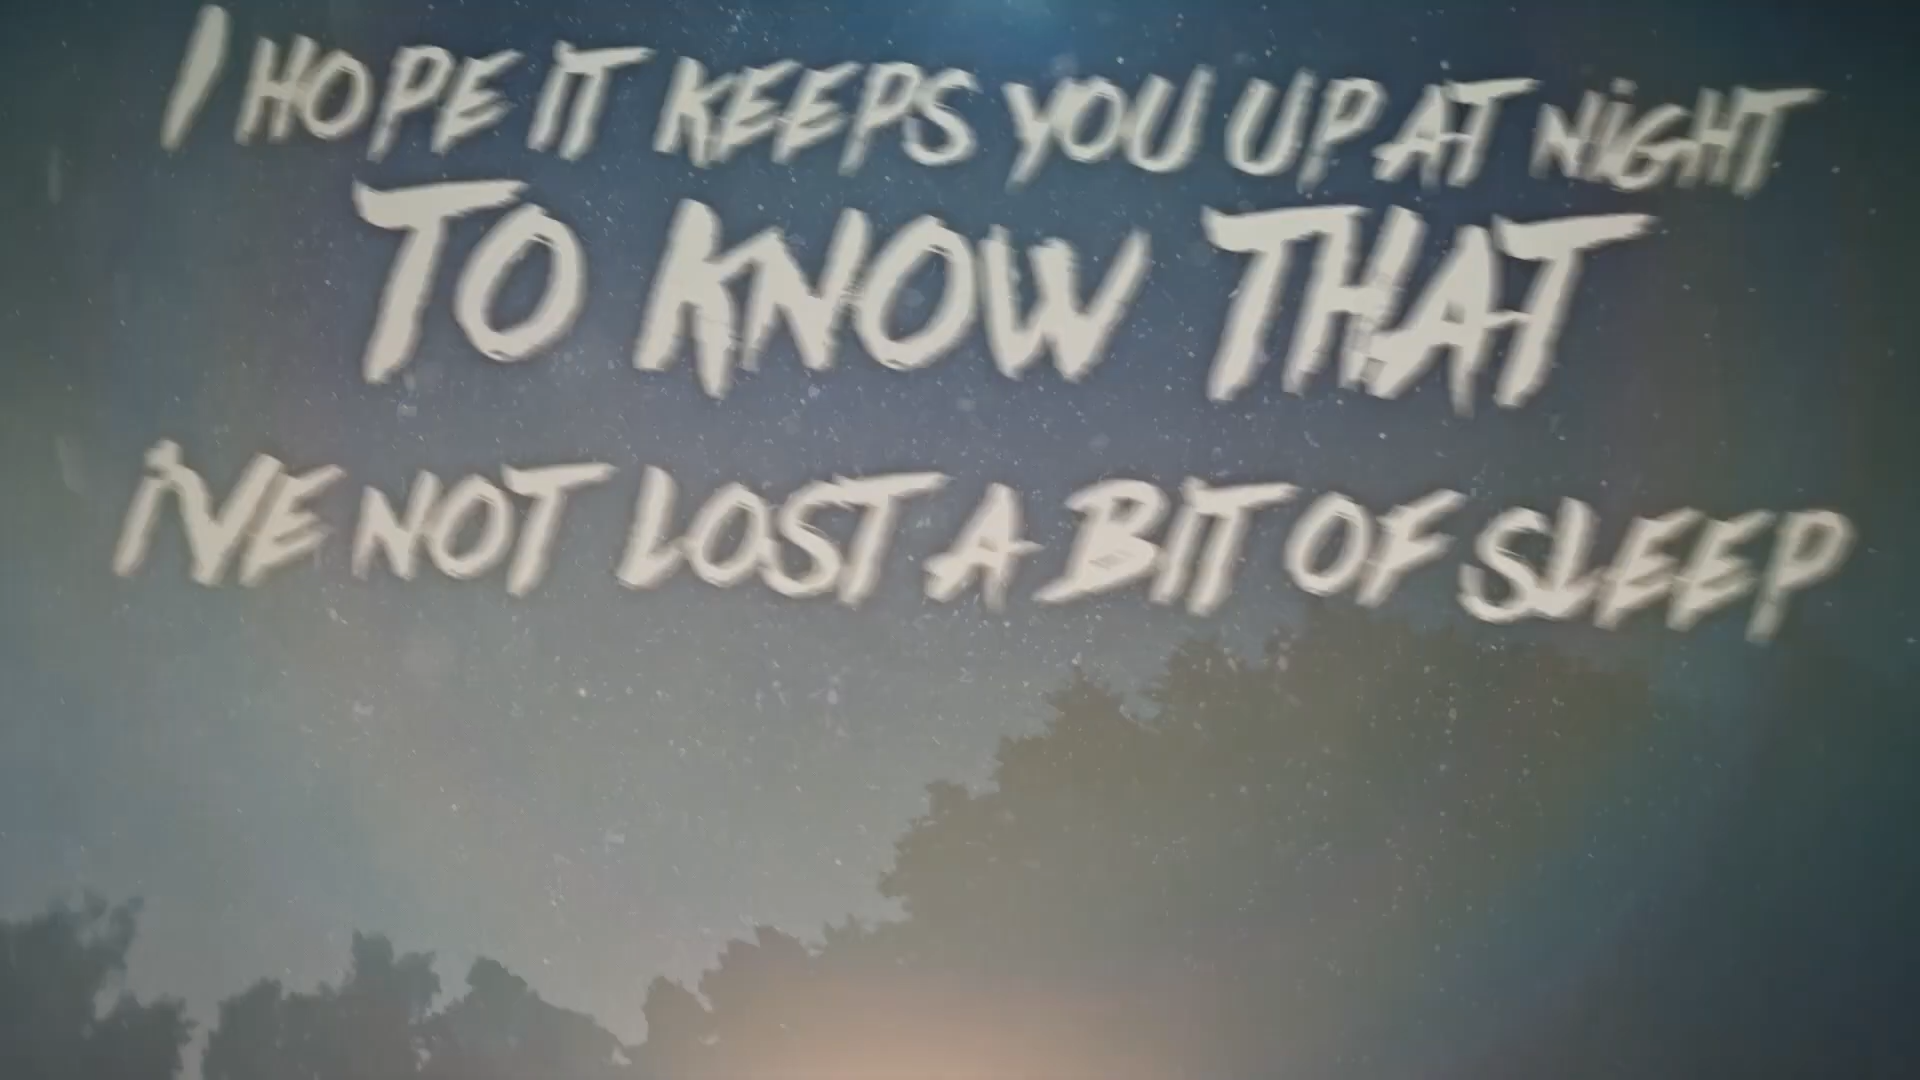 I HOPE IT KEEPS YOU UP AT NIGHT
TO KNOW THAT
I'VE NOT LOST A BIT OF SLEEP